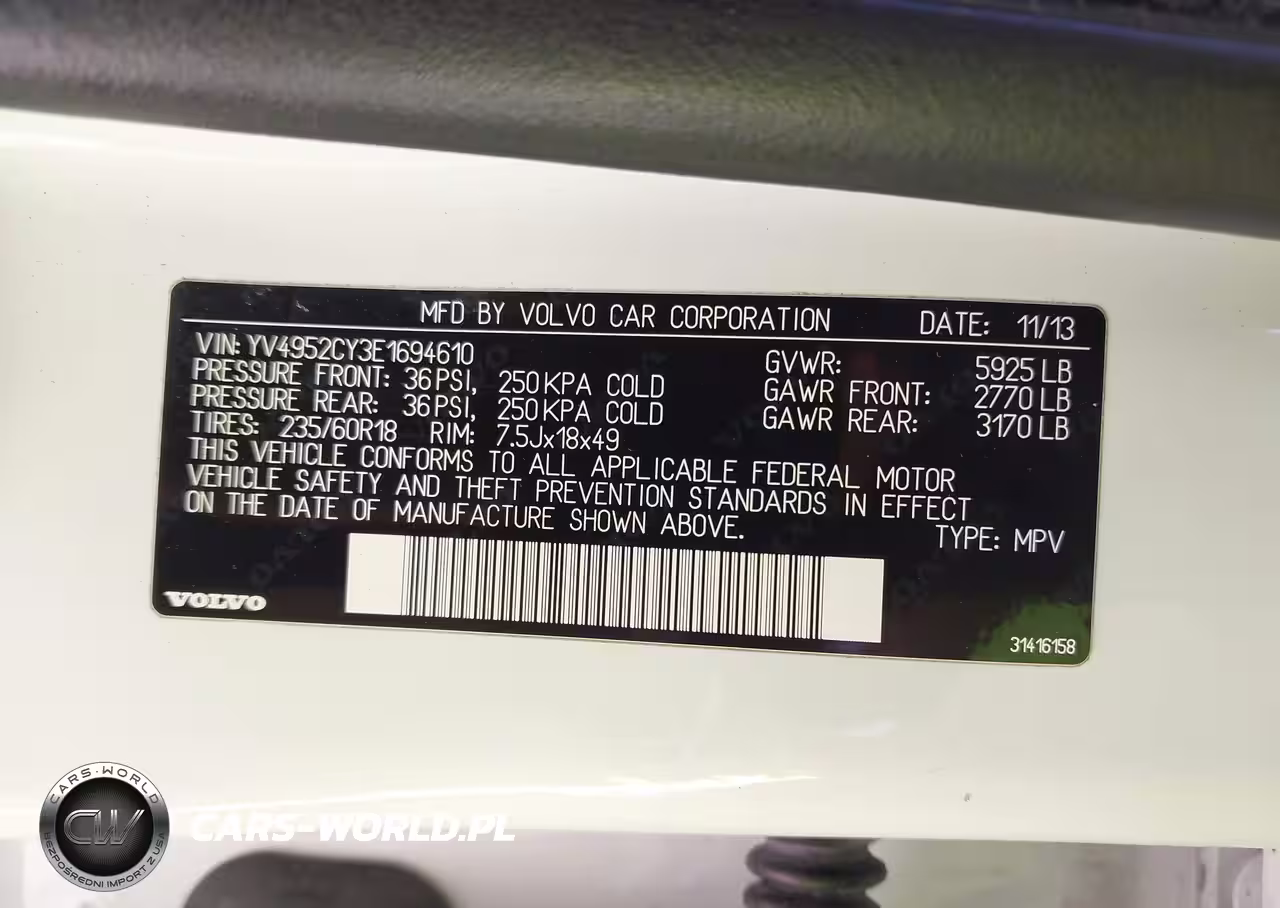 MFD BY VOLVO CAR CORPORATION DATE: 11/13
VIN: YV4952CY3E1694610 GVWR: 5925 LB
PRESSURE FRONT: 36 PSI, 250 KPA COLD GAWR FRONT: 2770 LB
PRESSURE REAR: 36 PSI, 250 KPA COLD GAWR REAR: 3170 LB
TIRES: 235/60R18 RIM: 7.5Jx18x49
THIS VEHICLE CONFORMS TO ALL APPLICABLE FEDERAL MOTOR
VEHICLE SAFETY AND THEFT PREVENTION STANDARDS IN EFFECT
ON THE DATE OF MANUFACTURE SHOWN ABOVE. TYPE: MPV
VOLVO
31416158
CARS-WORLD
CW
BEZPOŚREDNI IMPORT Z USA
CARS-WORLD.PL